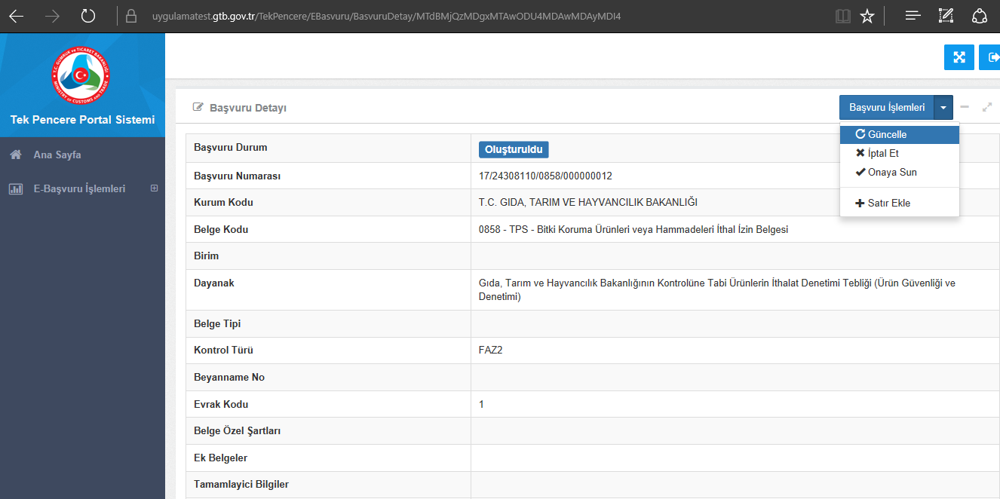 uygulamatest.gtb.gov.tr/TekPencere/EBasvuru/BasvuruDetay/MTdBMjQzMDgxMTAwODU4MDAwMDAyMDI4
T.C. GÜMRÜK ve TİCARET BAKANLIĞI
MINISTRY OF CUSTOMS AND TRADE
Tek Pencere Portal Sistemi
Ana Sayfa
E-Başvuru İşlemleri
Başvuru Detayı
Başvuru İşlemleri
Güncelle
İptal Et
Onaya Sun
Satır Ekle
Başvuru Durum Oluşturuldu
Başvuru Numarası 17/24308110/0858/000000012
Kurum Kodu T.C. GIDA, TARIM VE HAYVANCILIK BAKANLIĞI
Belge Kodu 0858 - TPS - Bitki Koruma Ürünleri veya Hammadeleri İthal İzin Belgesi
Birim
Dayanak Gıda, Tarım ve Hayvancılık Bakanlığının Kontrolüne Tabi Ürünlerin İthalat Denetimi Tebliği (Ürün Güvenliği ve
Denetimi)
Belge Tipi
Kontrol Türü FAZ2
Beyanname No
Evrak Kodu 1
Belge Özel Şartları
Ek Belgeler
Tamamlayici Bilgiler